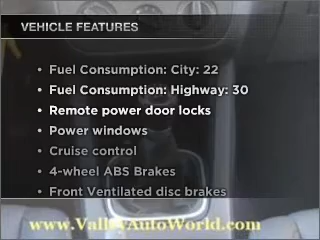 VEHICLE FEATURES
• Fuel Consumption: City: 22
• Fuel Consumption: Highway: 30
• Remote power door locks
• Power windows
• Cruise control
• 4-wheel ABS Brakes
• Front Ventilated disc brakes
www.ValleyAutoWorld.com